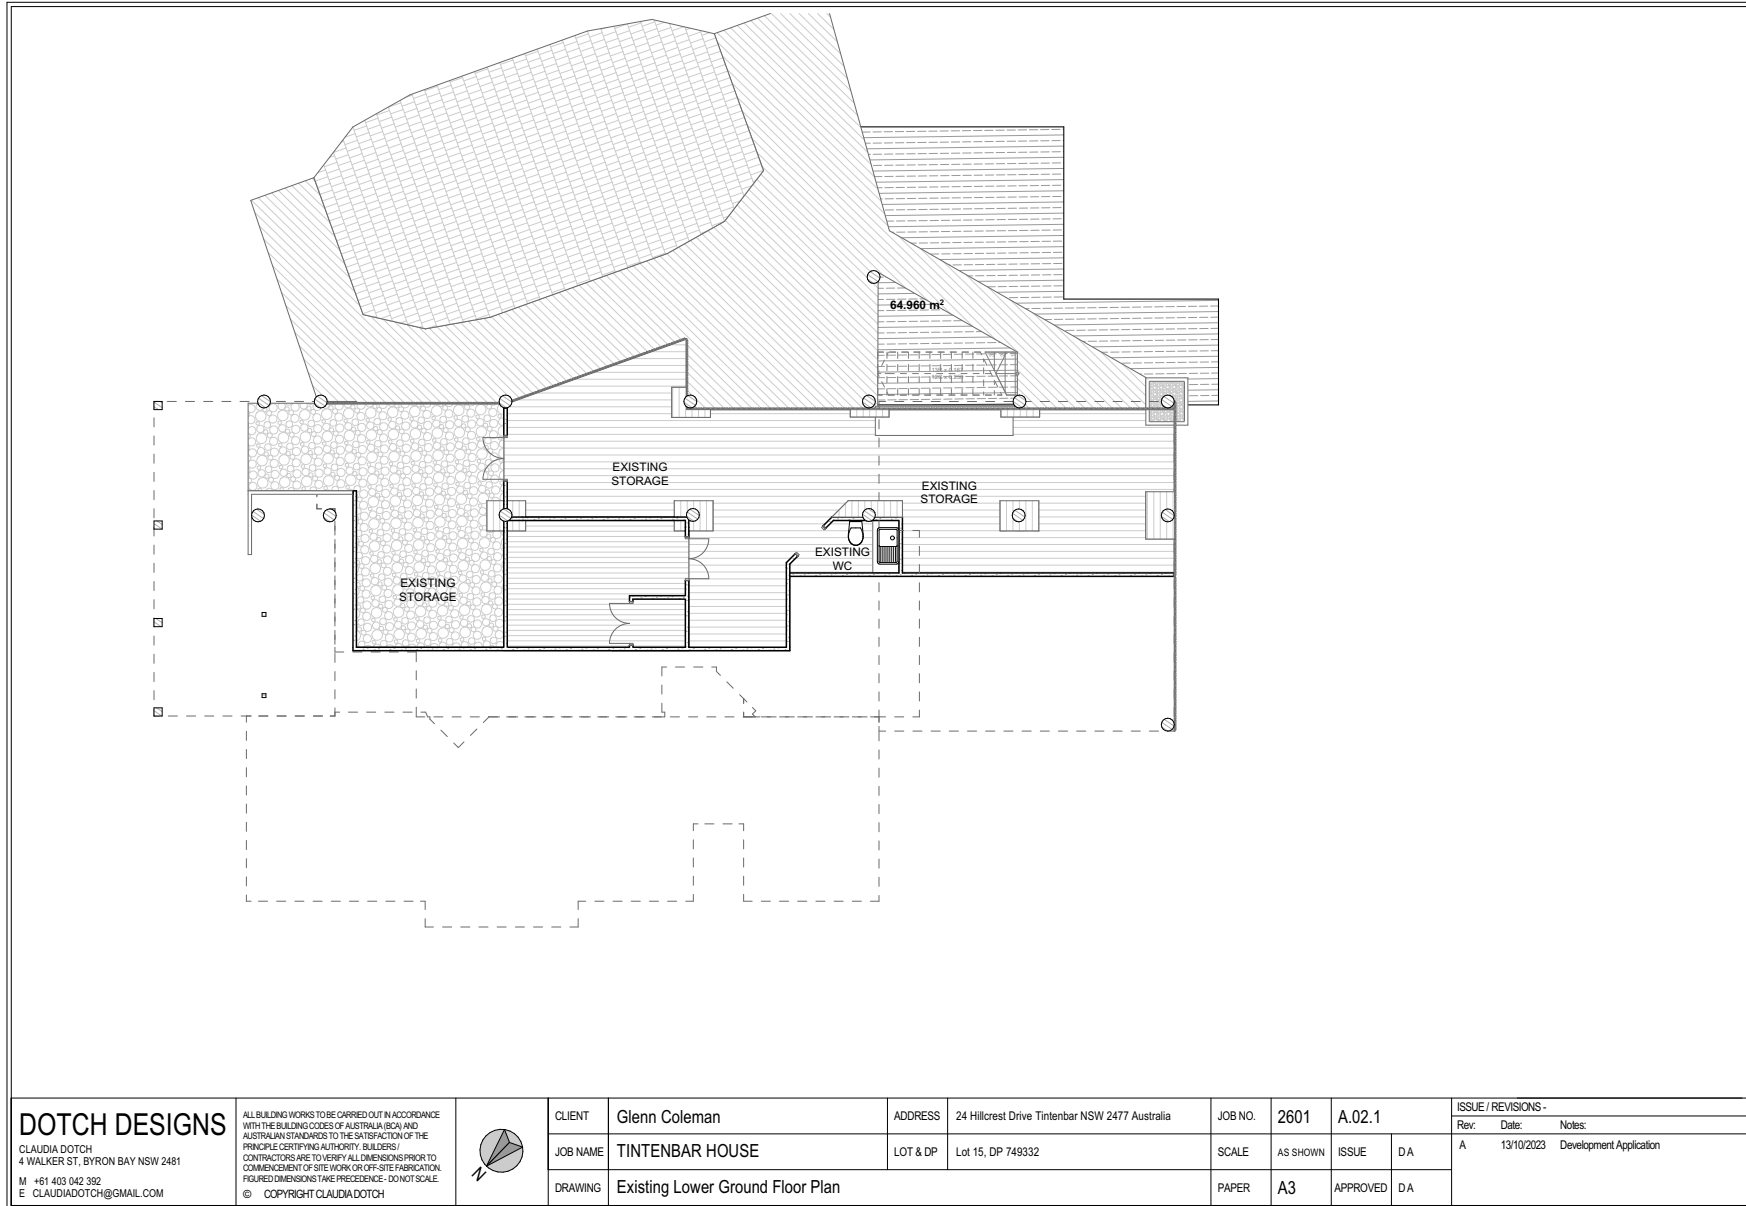 64.960 m²
EXISTING
STORAGE
EXISTING
STORAGE
EXISTING
WC
EXISTING
STORAGE
DOTCH DESIGNS
CLAUDIA DOTCH
4 WALKER ST, BYRON BAY NSW 2481
M +61 403 042 392
E CLAUDIADOTCH@GMAIL.COM
ALL BUILDING WORKS TO BE CARRIED OUT IN ACCORDANCE
WITH THE BUILDING CODES OF AUSTRALIA (BCA) AND
AUSTRALIAN STANDARDS TO THE SATISFACTION OF THE
PRINCIPLE CERTIFYING AUTHORITY. BUILDERS /
CONTRACTORS ARE TO VERIFY ALL DIMENSIONS PRIOR TO
COMMENCEMENT OF SITE WORK OR OFF-SITE FABRICATION.
FIGURED DIMENSIONS TAKE PRECEDENCE - DO NOT SCALE.
© COPYRIGHT CLAUDIA DOTCH
N
CLIENT Glenn Coleman
ADDRESS 24 Hillcrest Drive Tintenbar NSW 2477 Australia
JOB NO. 2601 A.02.1
JOB NAME TINTENBAR HOUSE
LOT & DP Lot 15, DP 749332
SCALE AS SHOWN ISSUE DA
DRAWING Existing Lower Ground Floor Plan
PAPER A3 APPROVED DA
ISSUE / REVISIONS -
Rev: Date: Notes:
A 13/10/2023 Development Application